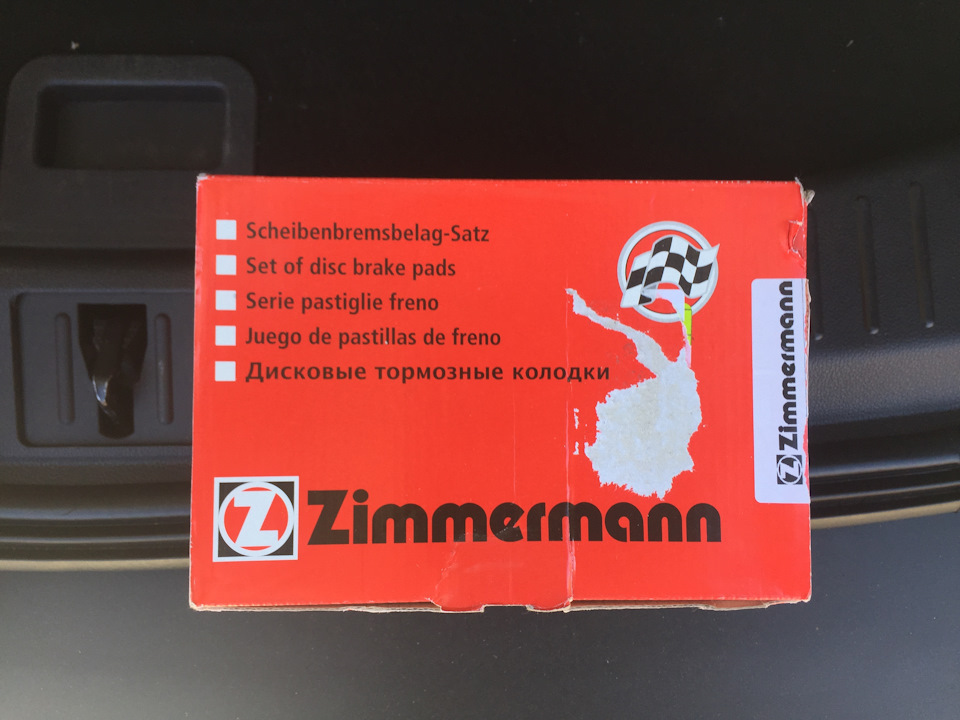 Scheibenbremsbelag-Satz
Set of disc brake pads
Serie pastiglie freno
Juego de pastillas de freno
Дисковые тормозные колодки
Z Zimmermann
Z Zimmermann